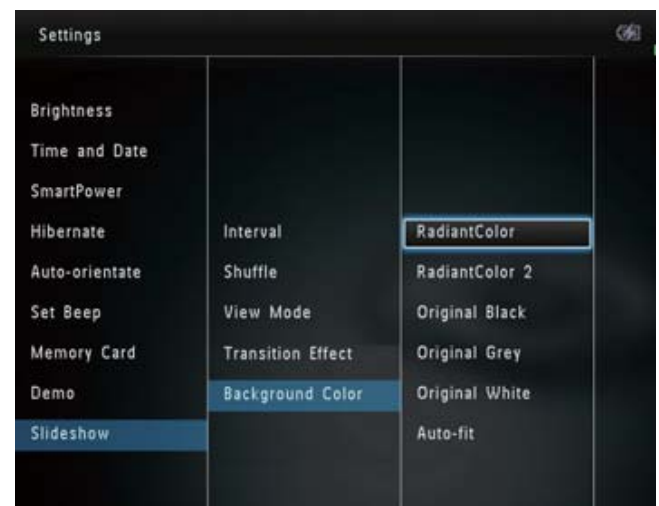 Settings
Brightness
Time and Date
SmartPower
Hibernate
Auto-orientate
Set Beep
Memory Card
Demo
Slideshow
Interval
Shuffle
View Mode
Transition Effect
Background Color
RadiantColor
RadiantColor 2
Original Black
Original Grey
Original White
Auto-fit